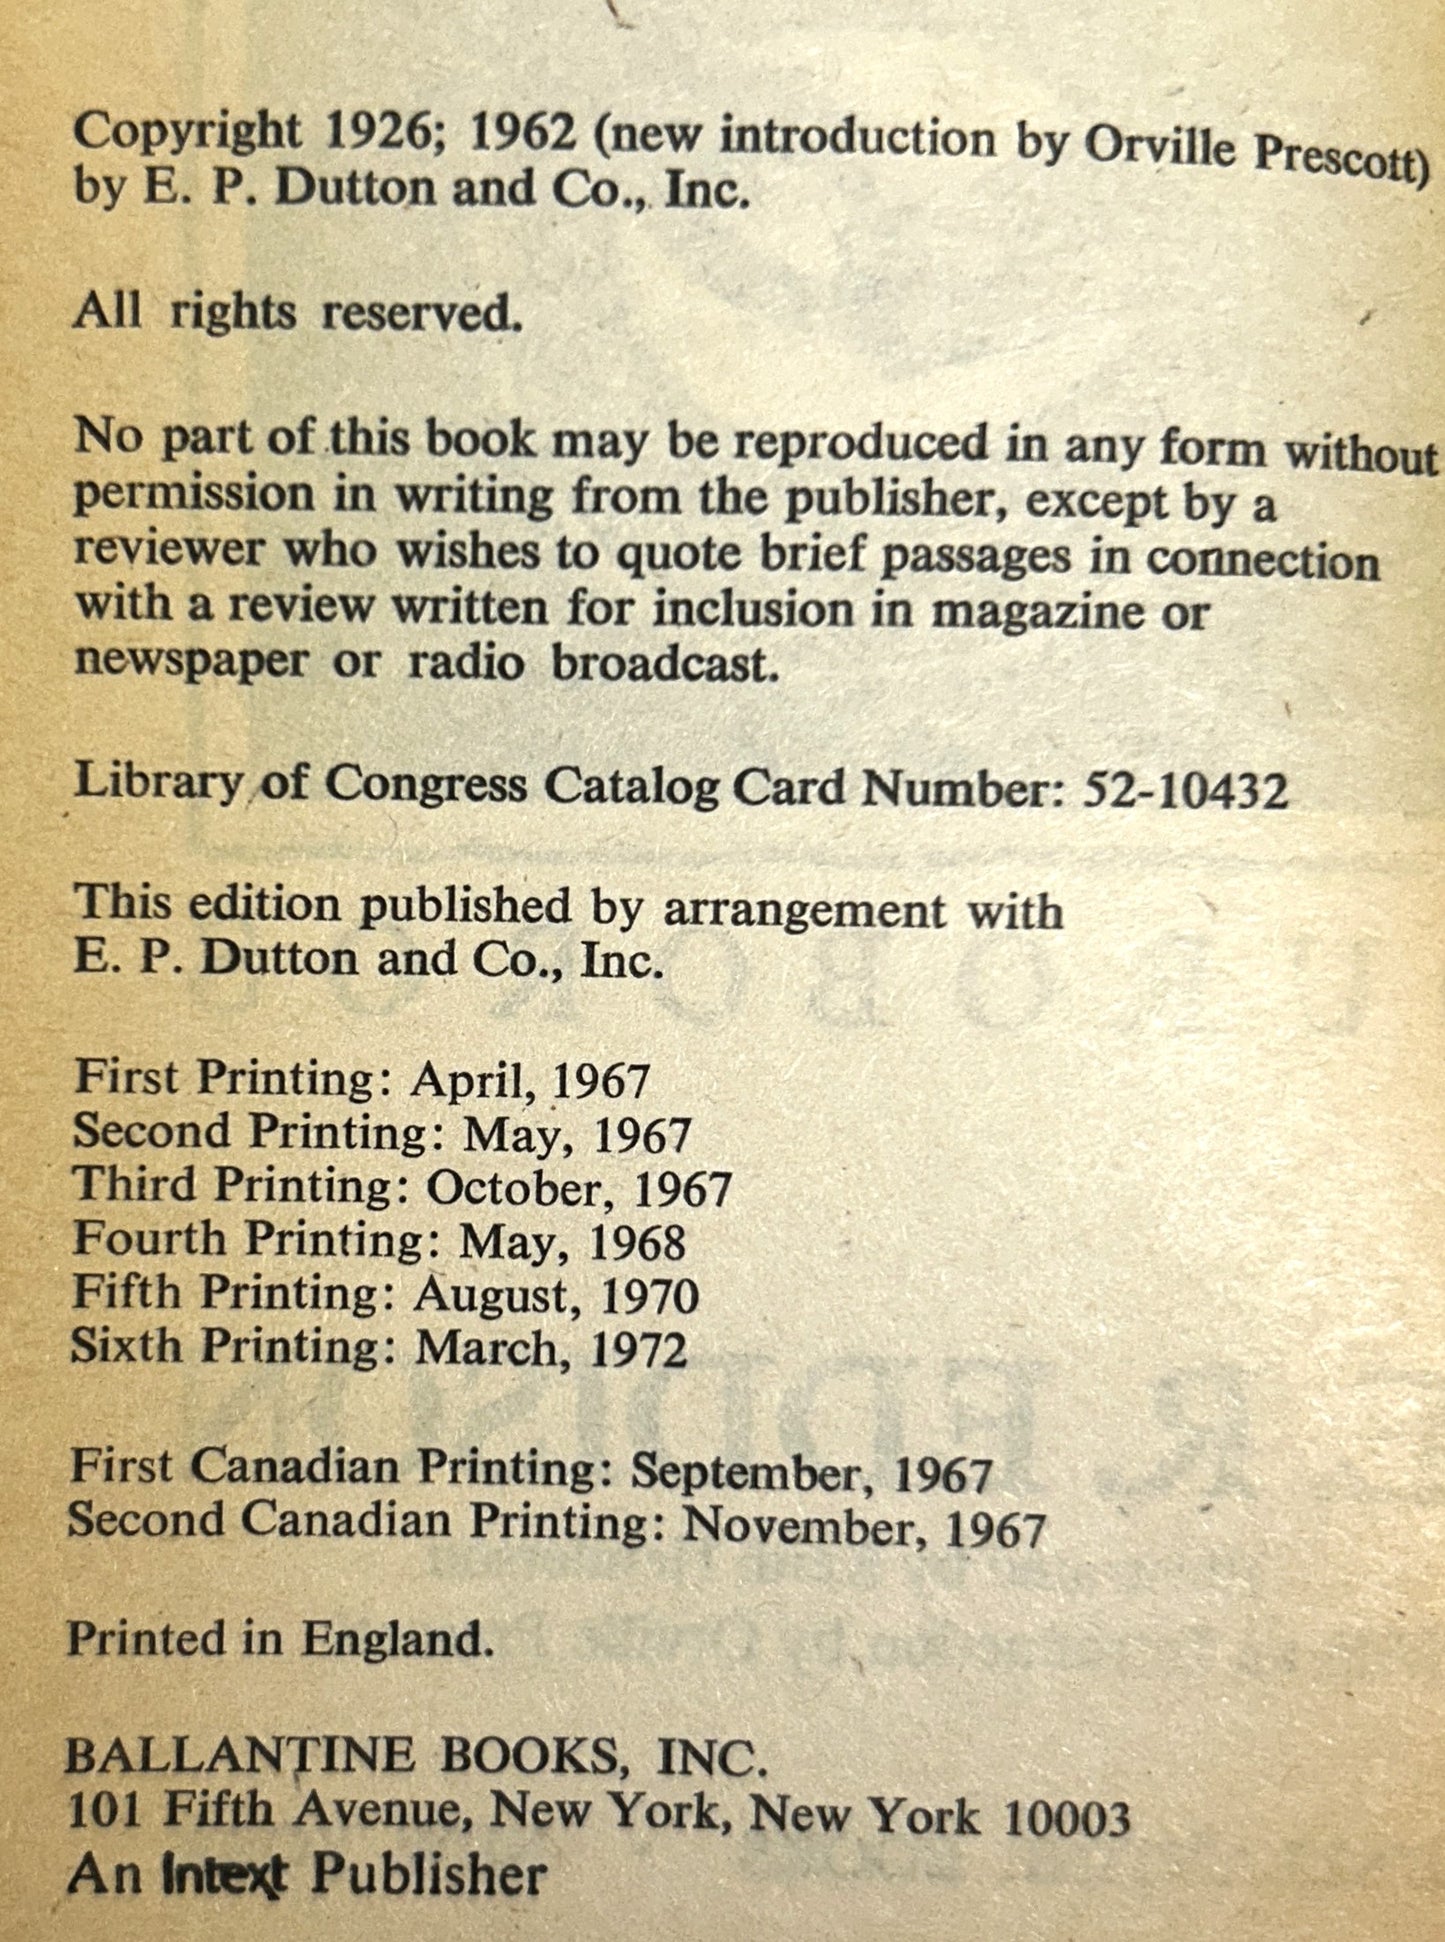 Copyright 1926; 1962 (new introduction by Orville Prescott)
by E. P. Dutton and Co., Inc.
All rights reserved.
No part of this book may be reproduced in any form without
permission in writing from the publisher, except by a
reviewer who wishes to quote brief passages in connection
with a review written for inclusion in magazine or
newspaper or radio broadcast.
Library of Congress Catalog Card Number: 52-10432
This edition published by arrangement with
E. P. Dutton and Co., Inc.
First Printing: April, 1967
Second Printing: May, 1967
Third Printing: October, 1967
Fourth Printing: May, 1968
Fifth Printing: August, 1970
Sixth Printing: March, 1972
First Canadian Printing: September, 1967
Second Canadian Printing: November, 1967
Printed in England.
BALLANTINE BOOKS, INC.
101 Fifth Avenue, New York, New York 10003
An Intext Publisher